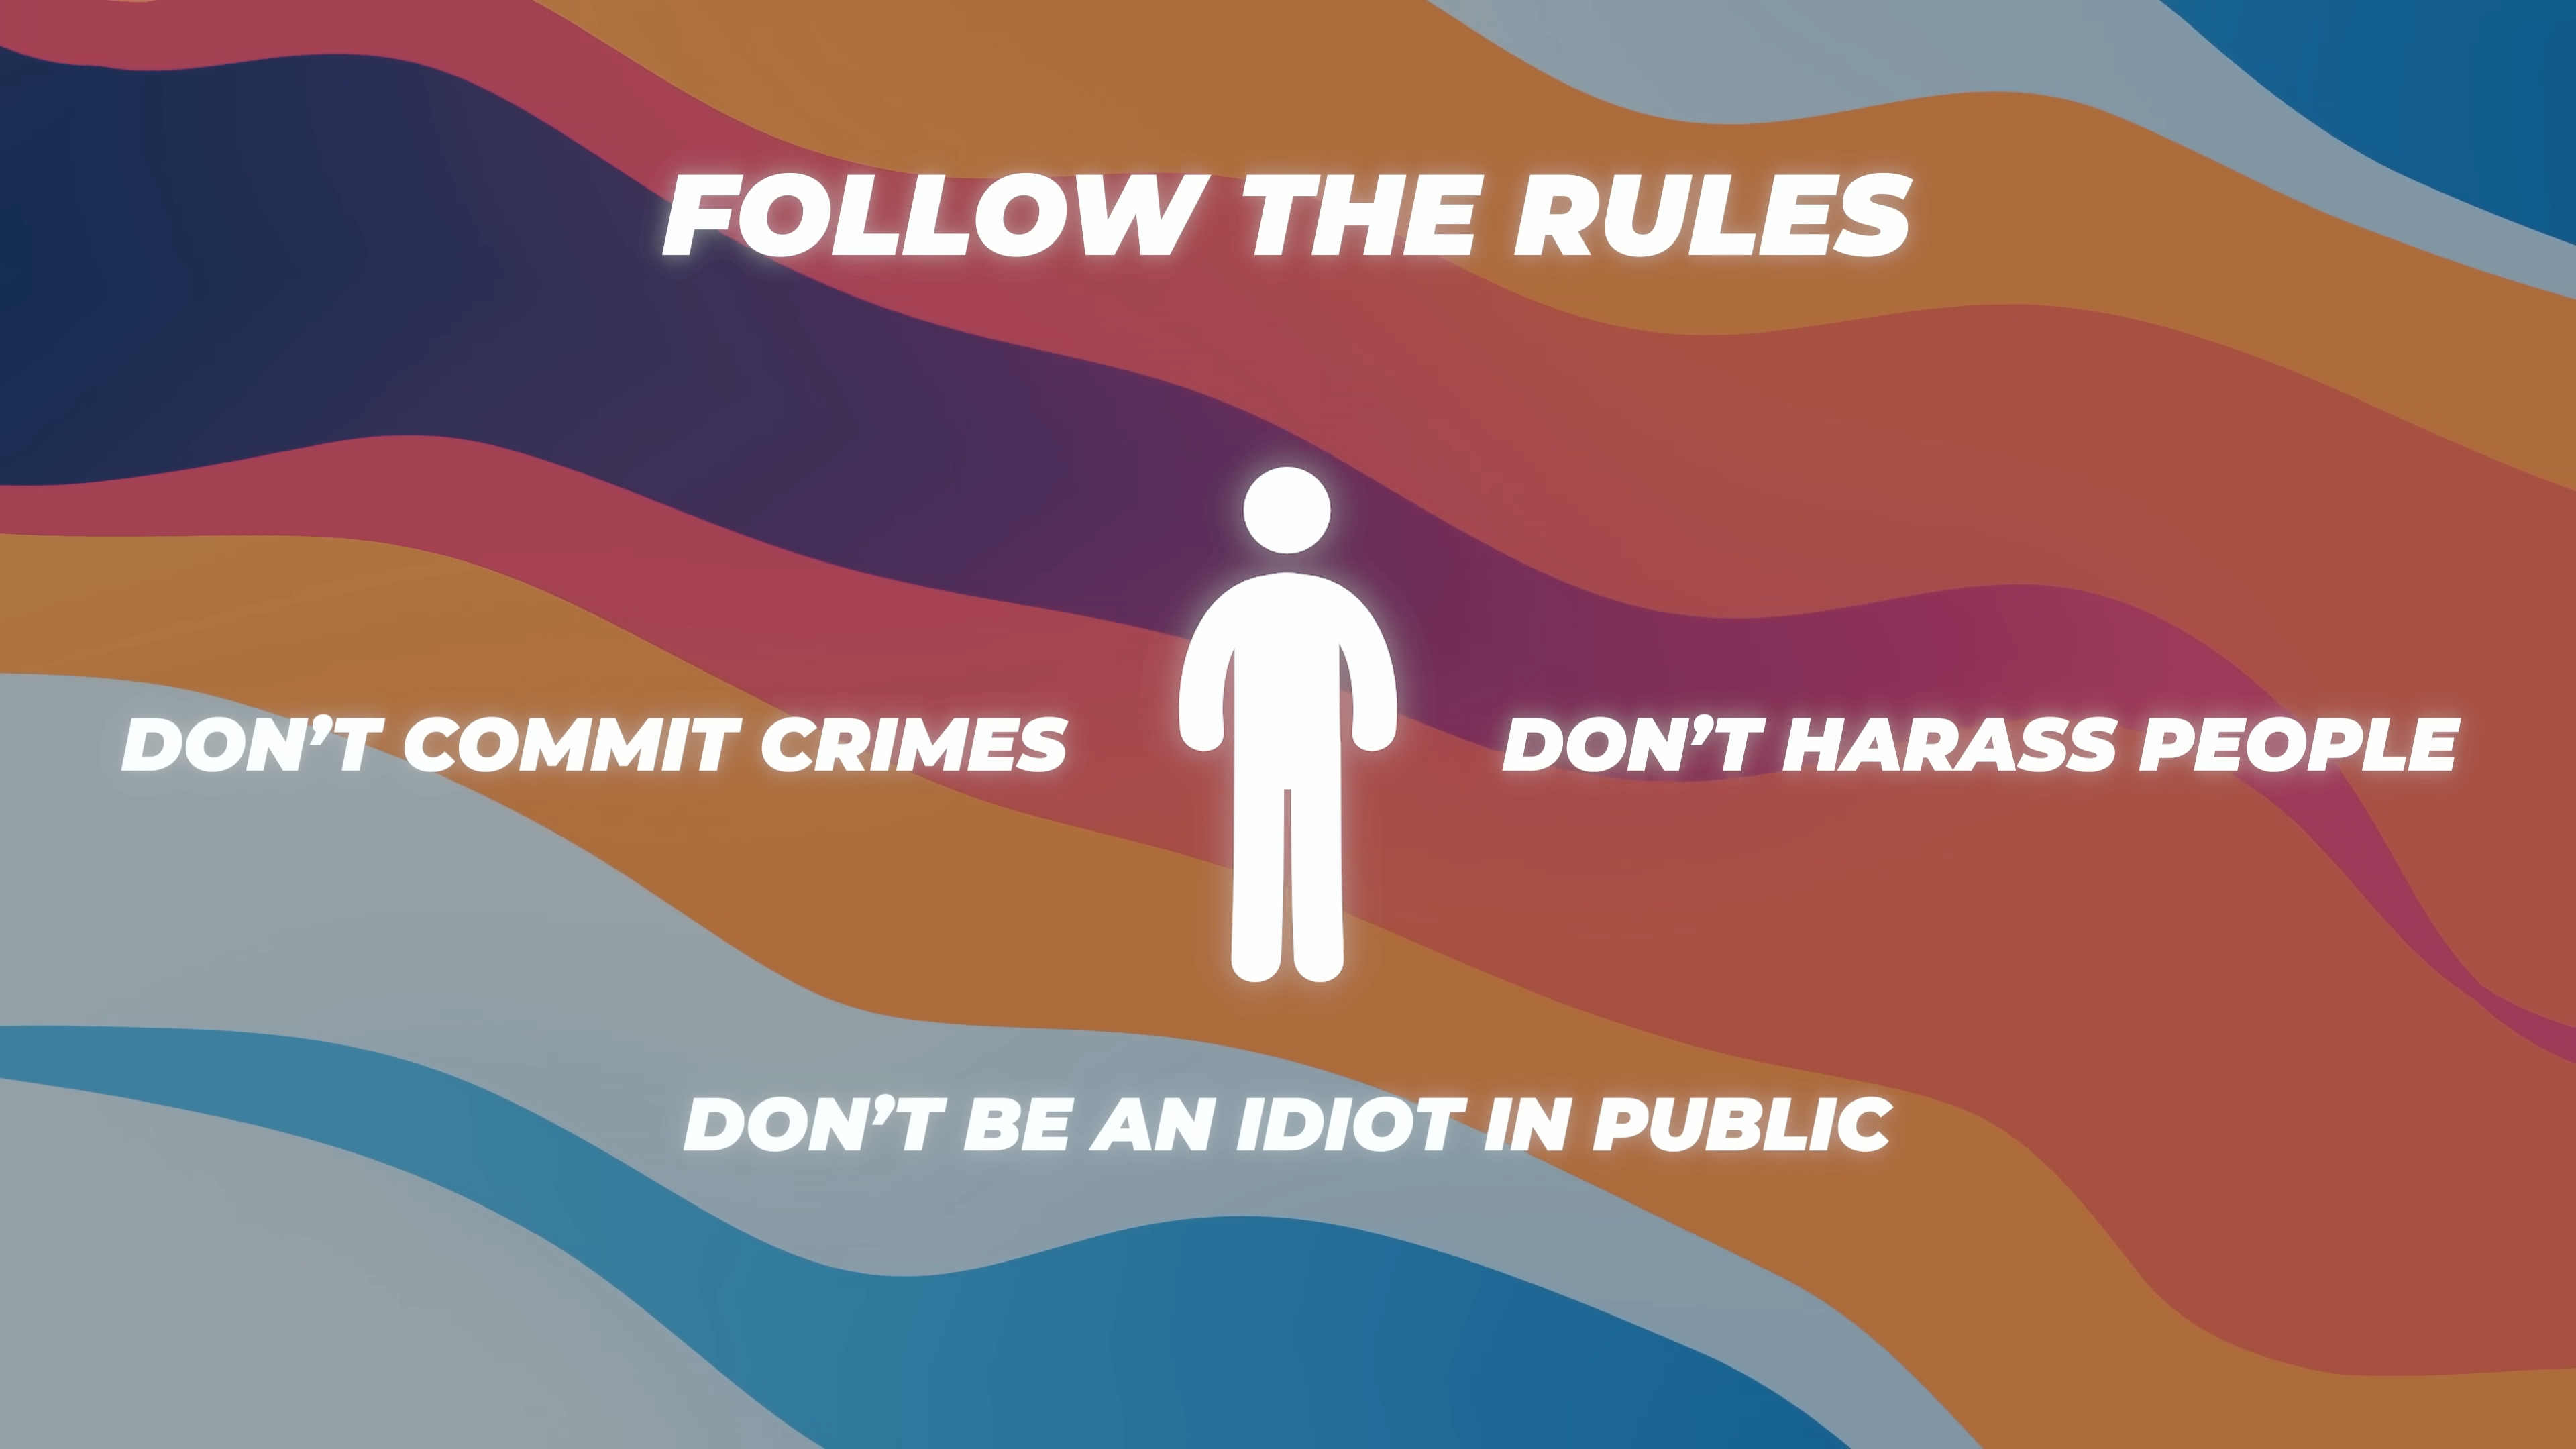 FOLLOW THE RULES
DON’T COMMIT CRIMES
DON’T HARASS PEOPLE
DON’T BE AN IDIOT IN PUBLIC